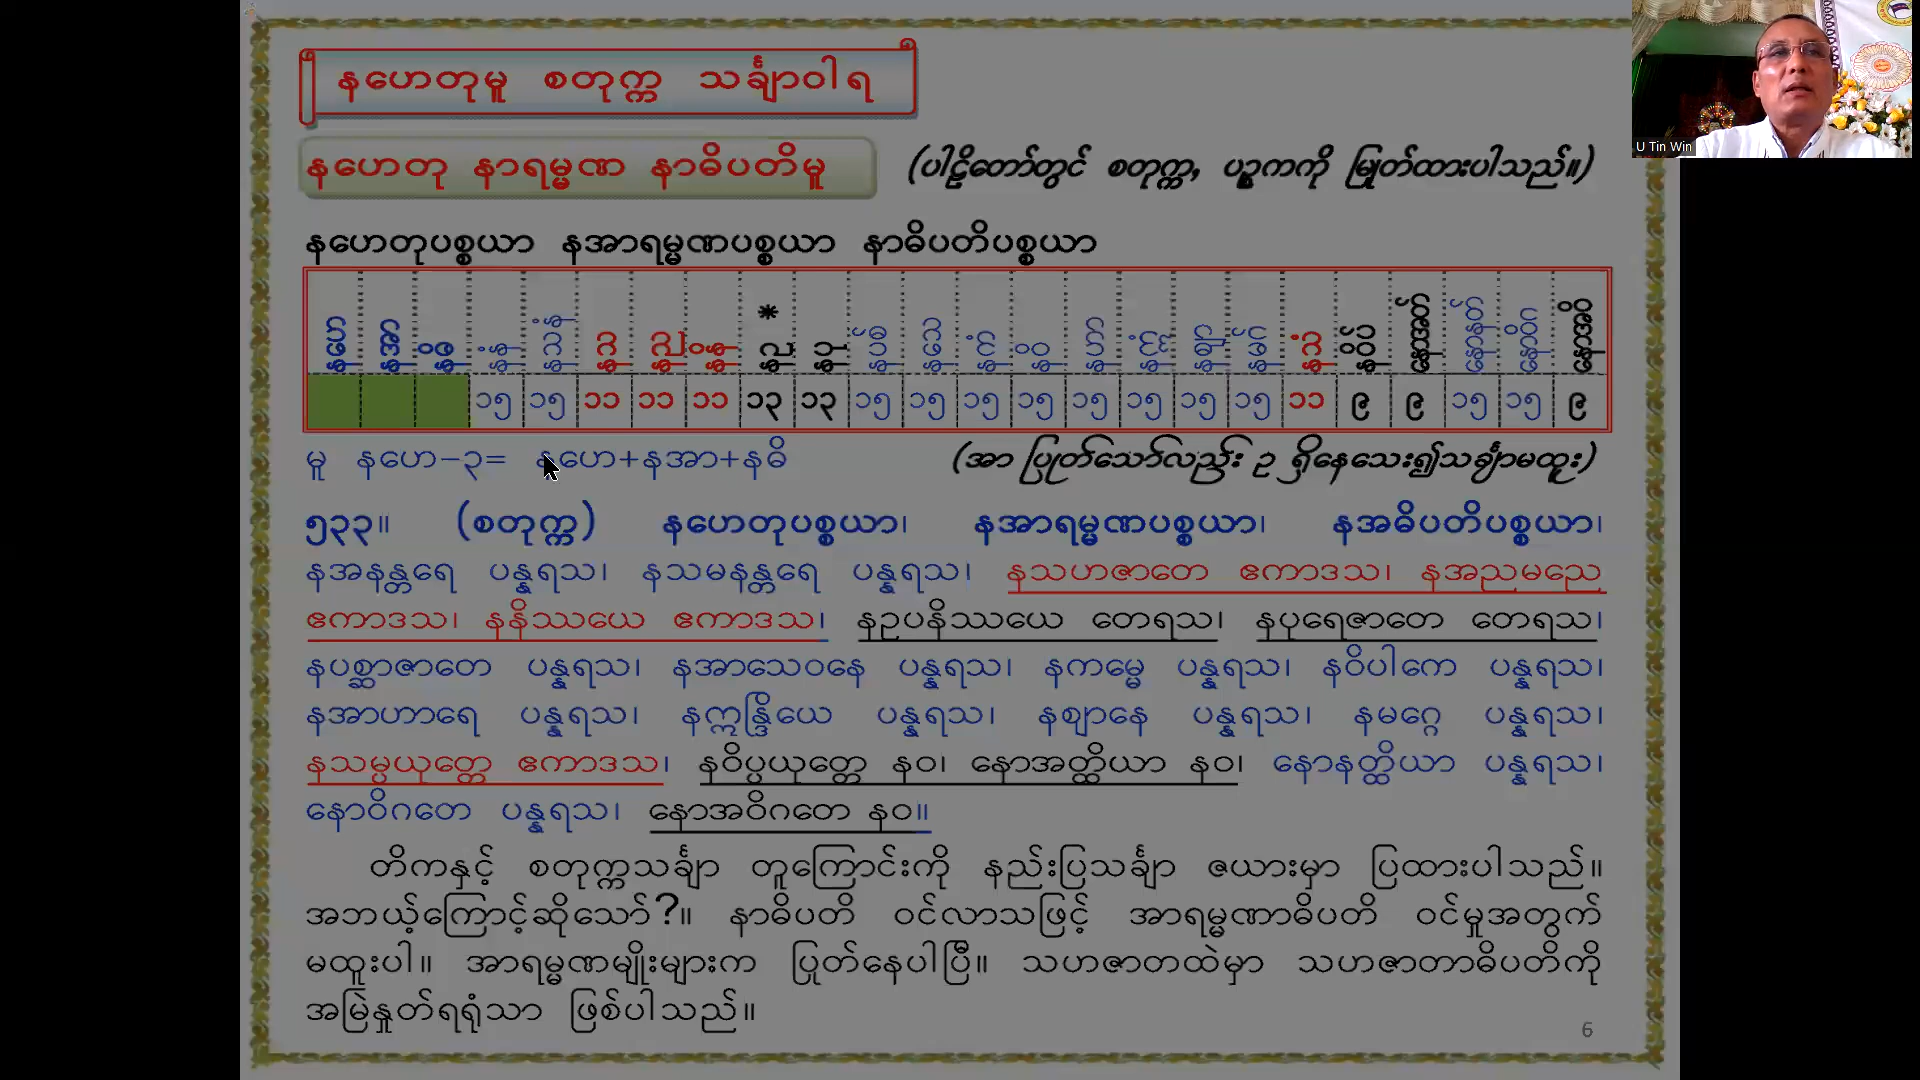 နဟေတုမူ စတုက္က သင်္ချာဝါရ
နဟေတု နာရမ္မဏ နာဓိပတိမူ (ပါဠိတော်တွင် စတုက္က, ပဉ္စကကို မြှုတ်ထားပါသည်။)
နဟေတုပစ္စယာ နအာရမ္မဏပစ္စယာ နာဓိပတိပစ္စယာ
*
၁၅ ၁၅ ၁၁ ၁၁ ၁၁ ၁၃ ၁၃ ၁၅ ၁၅ ၁၅ ၁၅ ၁၅ ၁၅ ၁၅ ၁၅ ၁၁ ၉ ၉ ၁၅ ၁၅ ၉
မူ နဟေ–၃= နဟေ+နအာ+နဓိ (အာ ပြုတ်သော်လည်း ဥ ရှိနေသေး၍သင်္ချာမထူး)
၅၃၃။ (စတုက္က) နဟေတုပစ္စယာ၊ နအာရမ္မဏပစ္စယာ၊ နအဓိပတိပစ္စယာ၊
နအနန္တရေ ပန္နရသ၊ နသမနန္တရေ ပန္နရသ၊ နသဟဇာတေ ဧကာဒသ၊ နအညမညေ
ဧကာဒသ၊ နနိဿယေ ဧကာဒသ၊ နဥပနိဿယေ တေရသ၊ နပုရေဇာတေ တေရသ၊
နပစ္ဆာဇာတေ ပန္နရသ၊ နအာသေဝနေ ပန္နရသ၊ နကမ္မေ ပန္နရသ၊ နဝိပါကေ ပန္နရသ၊
နအာဟာရေ ပန္နရသ၊ နဣန္ဒြိယေ ပန္နရသ၊ နဈာနေ ပန္နရသ၊ နမဂ္ဂေ ပန္နရသ၊
နသမ္ပယုတ္တေ ဧကာဒသ၊ နဝိပ္ပယုတ္တေ နဝ၊ နောအတ္ထိယာ နဝ၊ နောနတ္ထိယာ ပန္နရသ၊
နောဝိဂတေ ပန္နရသ၊ နောအဝိဂတေ နဝ။
တိကနှင့် စတုက္ကသင်္ချာ တူကြောင်းကို နည်းပြသင်္ချာ ဇယားမှာ ပြထားပါသည်။
အဘယ့်ကြောင့်ဆိုသော်?။ နာဓိပတိ ဝင်လာသဖြင့် အာရမ္မဏာဓိပတိ ဝင်မှုအတွက်
မထူးပါ။ အာရမ္မဏမျိုးများက ပြုတ်နေပါပြီ။ သဟဇာတထဲမှာ သဟဇာတာဓိပတိကို
အမြဲနှုတ်ရရုံသာ ဖြစ်ပါသည်။
6
U Tin Win